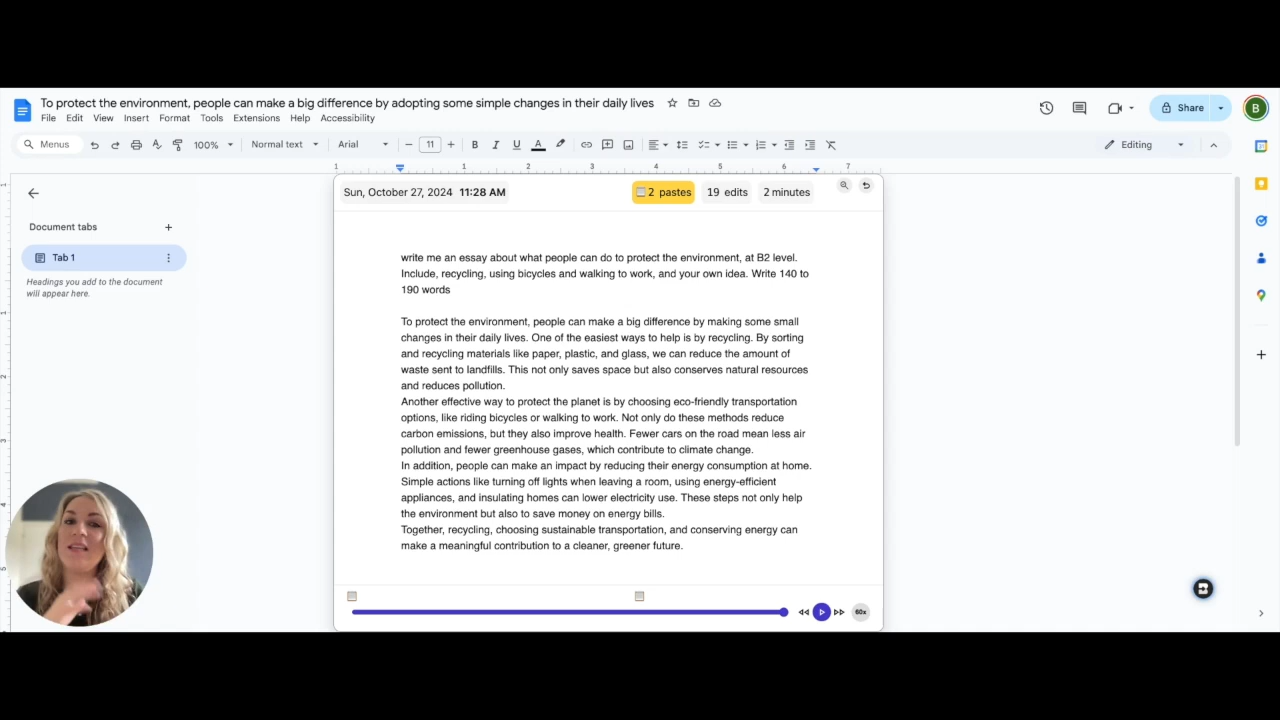 To protect the environment, people can make a big difference by adopting some simple changes in their daily lives
File Edit View Insert Format Tools Extensions Help Accessibility
Share
B
Menus
100%
Normal text
Arial
11
Editing
1 1 2 3 4 5 6 7
Sun, October 27, 2024 11:28 AM
2 pastes
19 edits
2 minutes
Document tabs
Tab 1
Headings you add to the document
will appear here.
write me an essay about what people can do to protect the environment, at B2 level.
Include, recycling, using bicycles and walking to work, and your own idea. Write 140 to
190 words
To protect the environment, people can make a big difference by making some small
changes in their daily lives. One of the easiest ways to help is by recycling. By sorting
and recycling materials like paper, plastic, and glass, we can reduce the amount of
waste sent to landfills. This not only saves space but also conserves natural resources
and reduces pollution.
Another effective way to protect the planet is by choosing eco-friendly transportation
options, like riding bicycles or walking to work. Not only do these methods reduce
carbon emissions, but they also improve health. Fewer cars on the road mean less air
pollution and fewer greenhouse gases, which contribute to climate change.
In addition, people can make an impact by reducing their energy consumption at home.
Simple actions like turning off lights when leaving a room, using energy-efficient
appliances, and insulating homes can lower electricity use. These steps not only help
the environment but also to save money on energy bills.
Together, recycling, choosing sustainable transportation, and conserving energy can
make a meaningful contribution to a cleaner, greener future.
60x